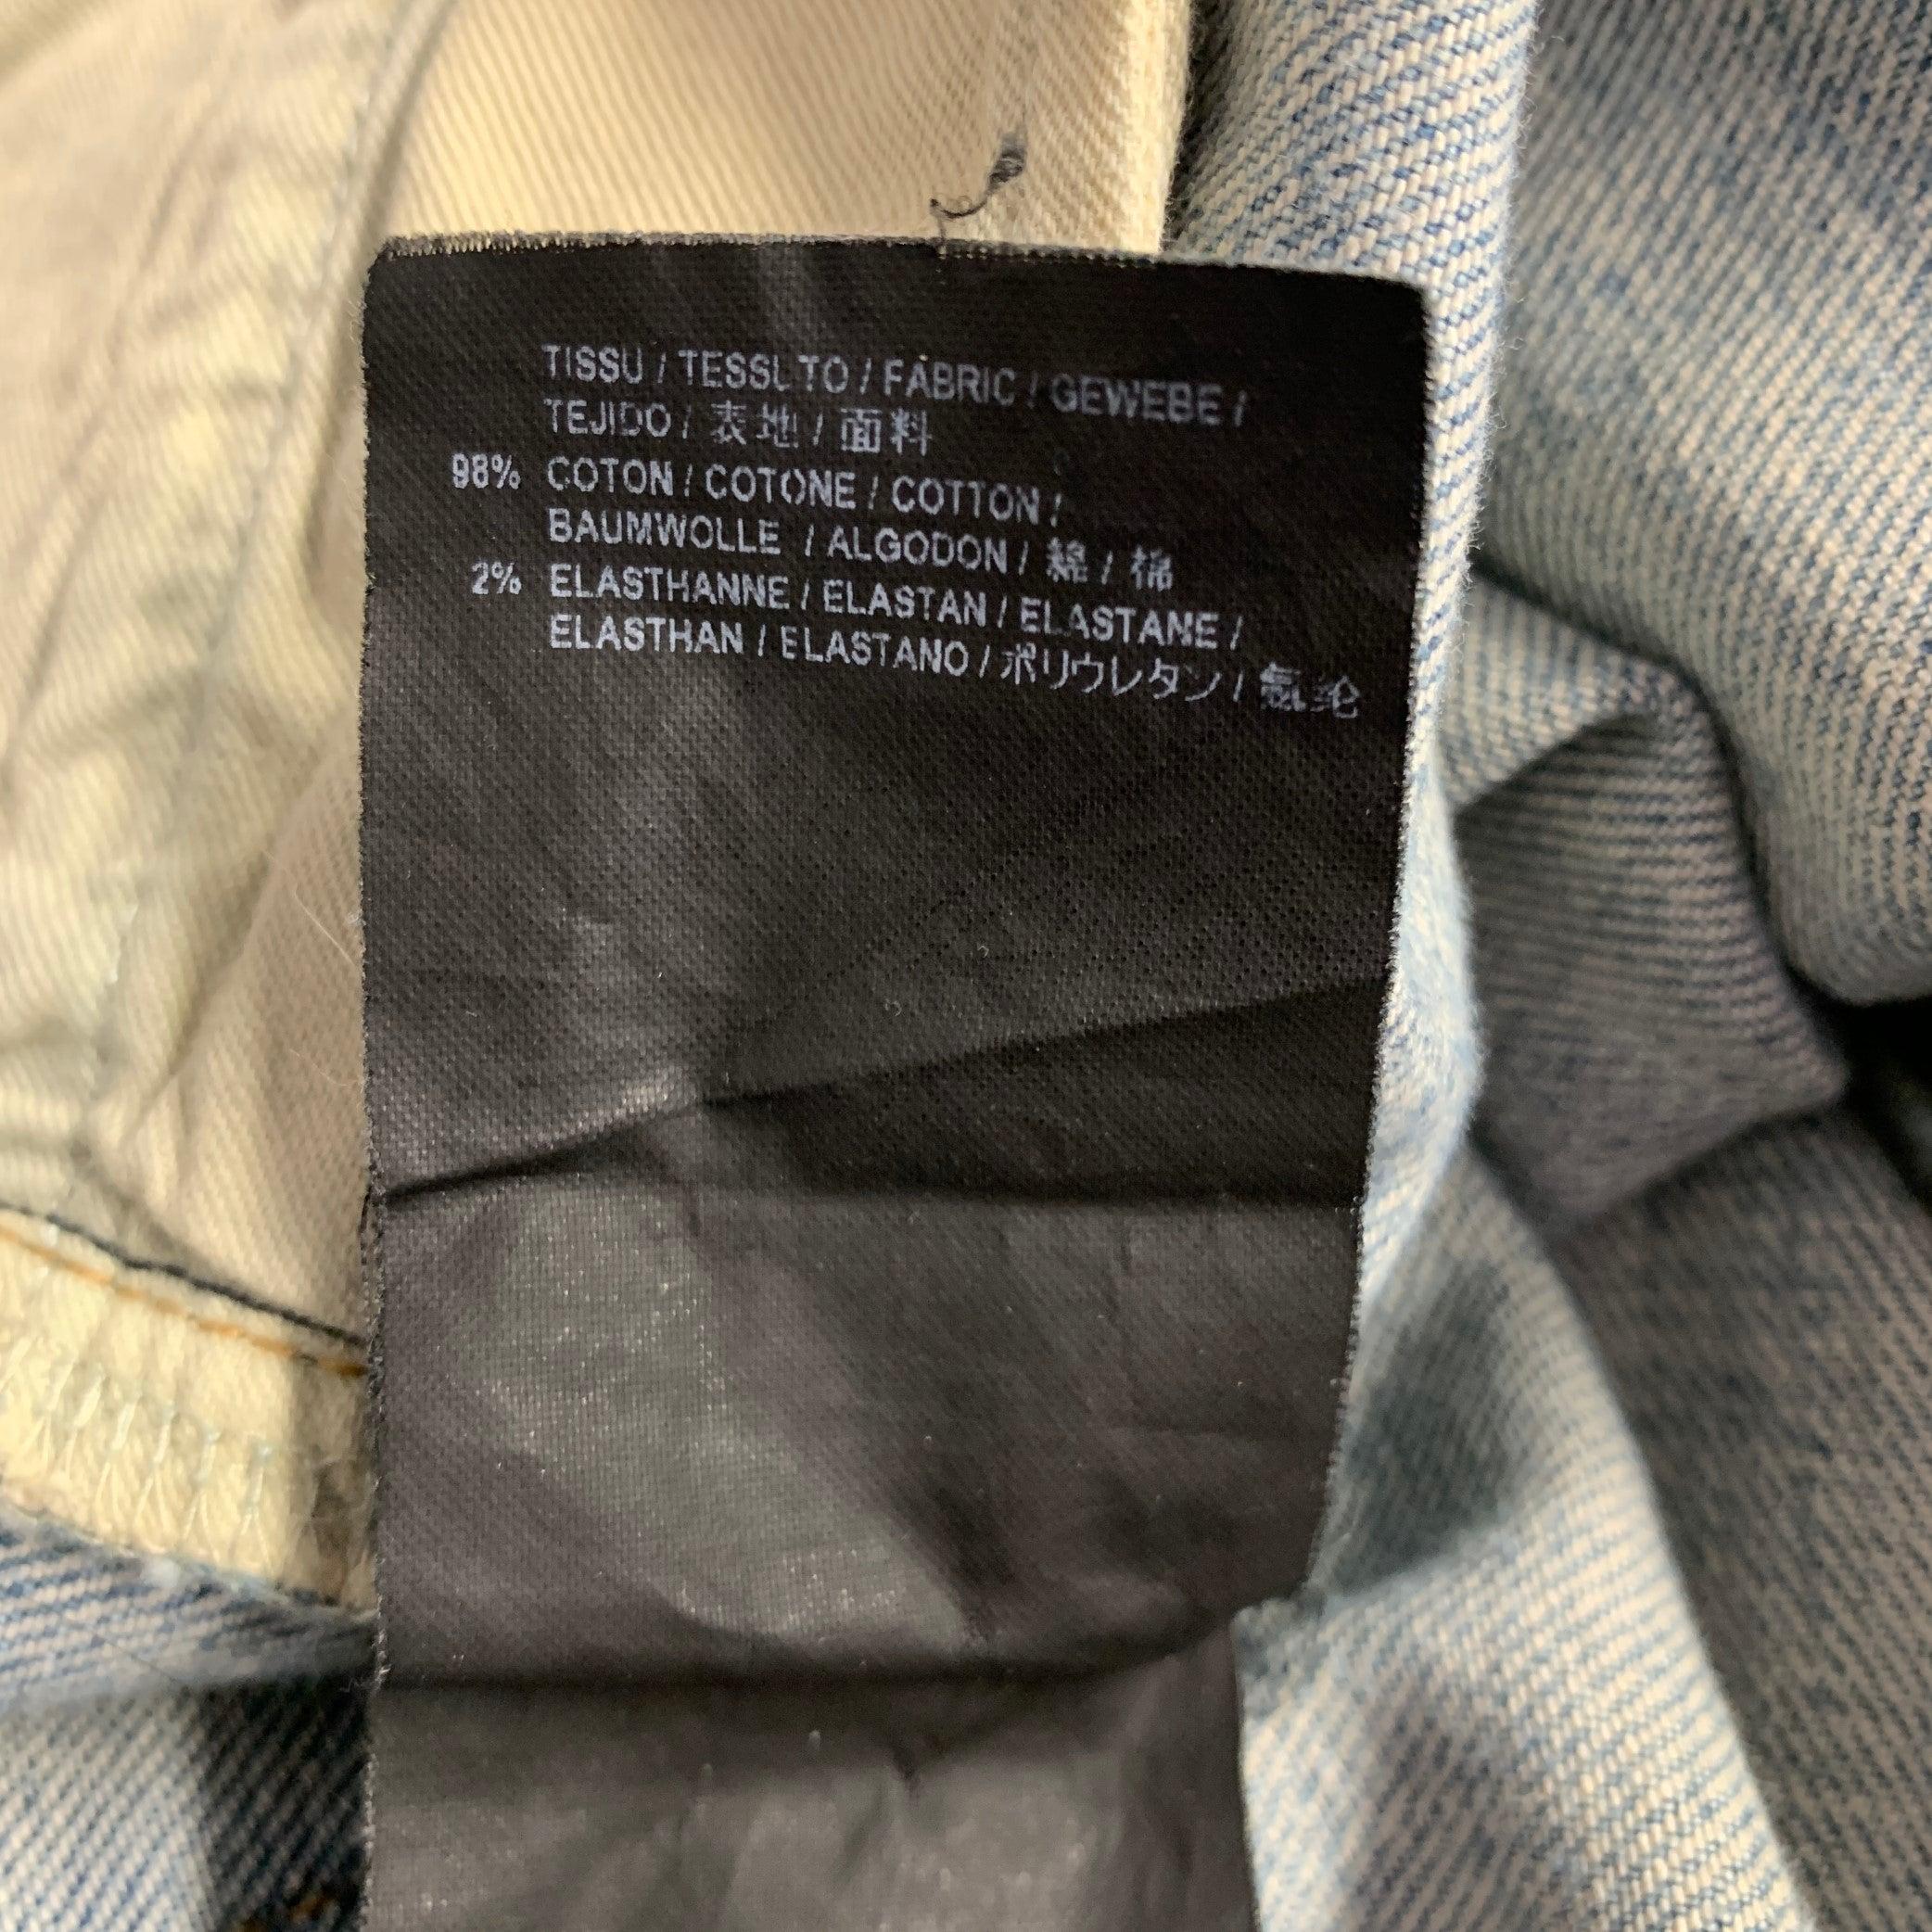 TISSU / TESSUTO / FABRIC / GEWEBE /
TEJIDO / 表地 / 面料
98% COTON / COTONE / COTTON /
BAUMWOLLE / ALGODON / 綿 / 棉
2% ELASTHANNE / ELASTAN / ELASTANE /
ELASTHAN / ELASTANO / ポリウレタン / 氨纶